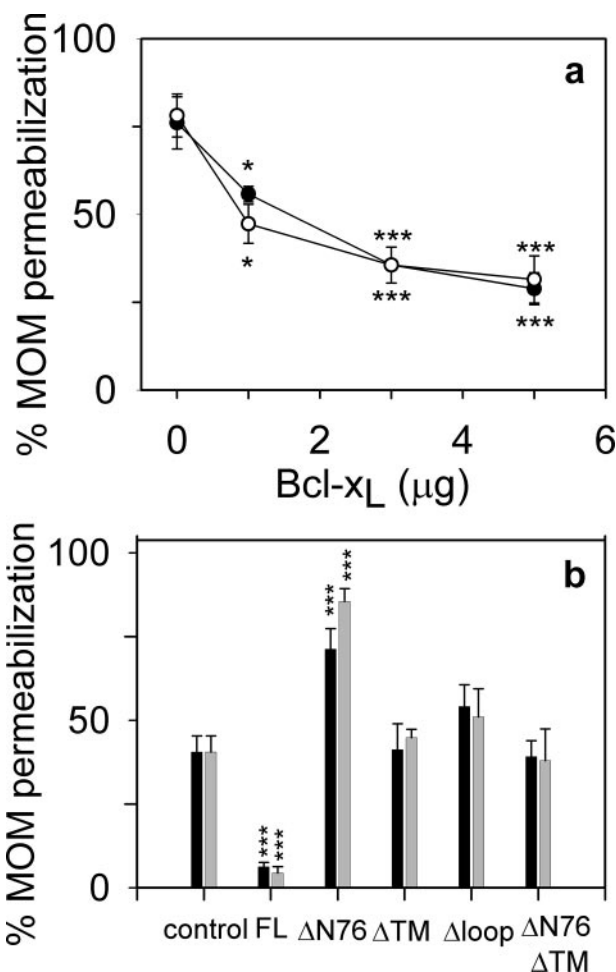 100
a
% MOM permeabilization
*
***
***
50
*
***
***
0
0 2 4 6
Bcl-xL (µg)
100
b
% MOM permeabilization
*** ***
50
*** ***
0
control FL ΔN76 ΔTM Δloop ΔN76
ΔTM